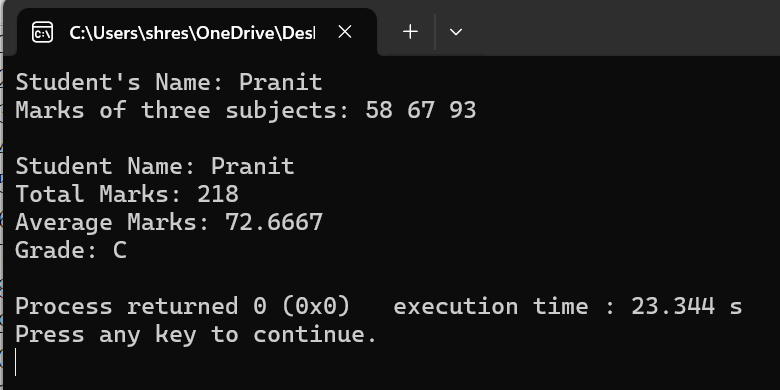 C:\Users\shres\OneDrive\Des
Student's Name: Pranit
Marks of three subjects: 58 67 93
Student Name: Pranit
Total Marks: 218
Average Marks: 72.6667
Grade: C
Process returned 0 (0x0)   execution time : 23.344 s
Press any key to continue.